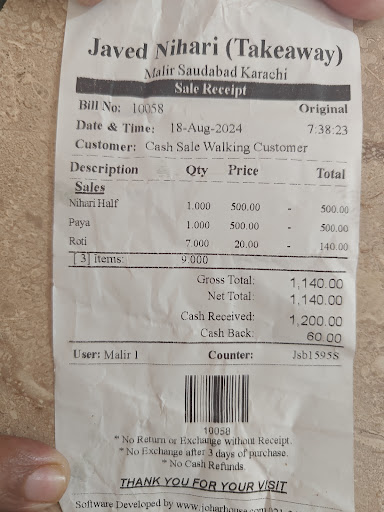 Javed Nihari (Takeaway)
Malir Saudabad Karachi
Sale Receipt
Bill No: 10058 Original
Date & Time: 18-Aug-2024 7:38:23
Customer: Cash Sale Walking Customer
Description Qty Price Total
Sales
Nihari Half 1.000 500.00 - 500.00
Paya 1.000 500.00 - 500.00
Roti 7.000 20.00 - 140.00
[3] items: 9.000
Gross Total: 1,140.00
Net Total: 1,140.00
Cash Received: 1,200.00
Cash Back: 60.00
User: Malir 1 Counter: Jsb1595S
10058
* No Return or Exchange without Receipt.
* No Exchange after 3 days of purchase.
* No Cash Refunds
THANK YOU FOR YOUR VISIT
Software Developed by www.joharhouse.com